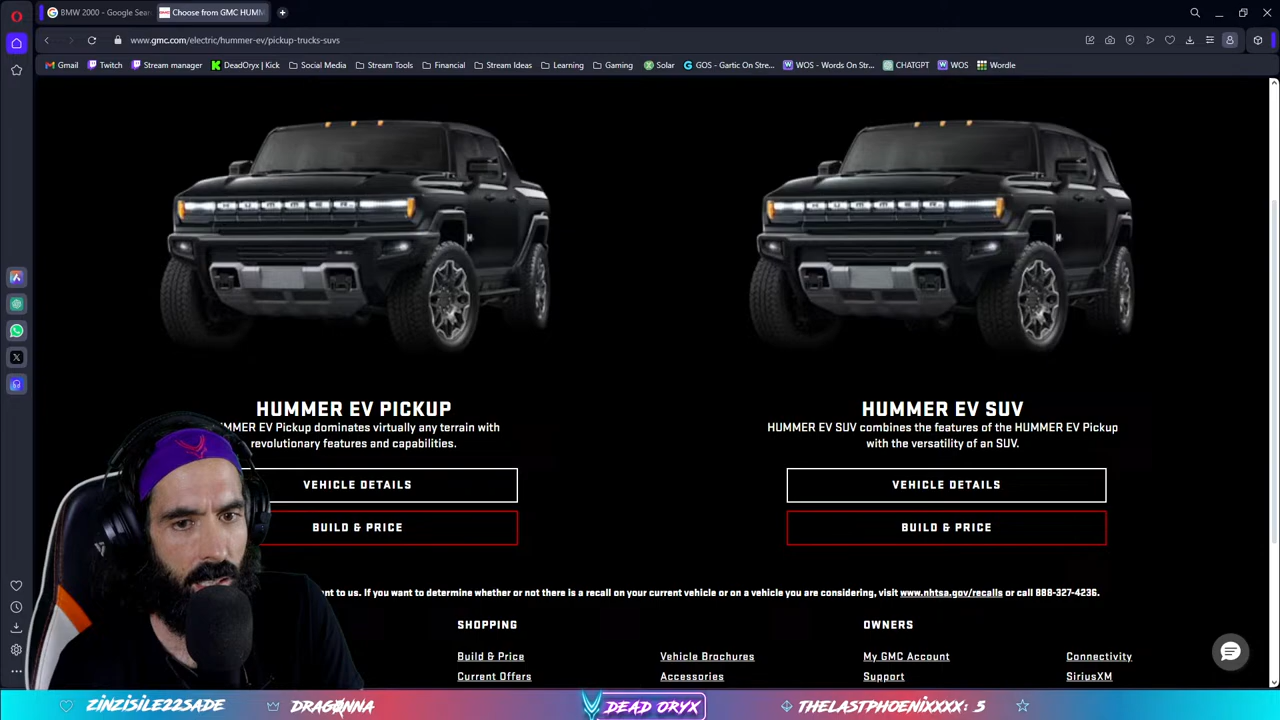 BMW 2000 - Google Sear
Choose from GMC HUMM
www.gmc.com/electric/hummer-ev/pickup-trucks-suvs
Gmail
Twitch
Stream manager
DeadOryx | Kick
Social Media
Stream Tools
Financial
Stream Ideas
Learning
Gaming
Solar
GOS - Gartic On Stre...
WOS - Words On Str...
CHATGPT
WOS
Wordle
HUMMER
HUMMER
HUMMER EV PICKUP
HUMMER EV SUV
MER EV Pickup dominates virtually any terrain with
revolutionary features and capabilities.
HUMMER EV SUV combines the features of the HUMMER EV Pickup
with the versatility of an SUV.
VEHICLE DETAILS
VEHICLE DETAILS
BUILD & PRICE
BUILD & PRICE
nt to us. If you want to determine whether or not there is a recall on your current vehicle or on a vehicle you are considering, visit www.nhtsa.gov/recalls or call 888-327-4236.
SHOPPING
OWNERS
Build & Price
Vehicle Brochures
My GMC Account
Connectivity
Current Offers
Accessories
Support
SiriusXM
ZINZISILE22SADE
DRAGONNA
DEAD ORYX
THELASTPHOENIXXXX: 5